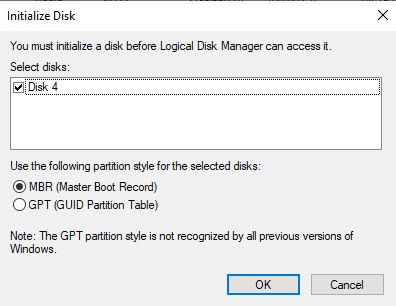 Initialize Disk
You must initialize a disk before Logical Disk Manager can access it.
Select disks:
Disk 4
Use the following partition style for the selected disks:
MBR (Master Boot Record)
GPT (GUID Partition Table)
Note: The GPT partition style is not recognized by all previous versions of
Windows.
OK Cancel